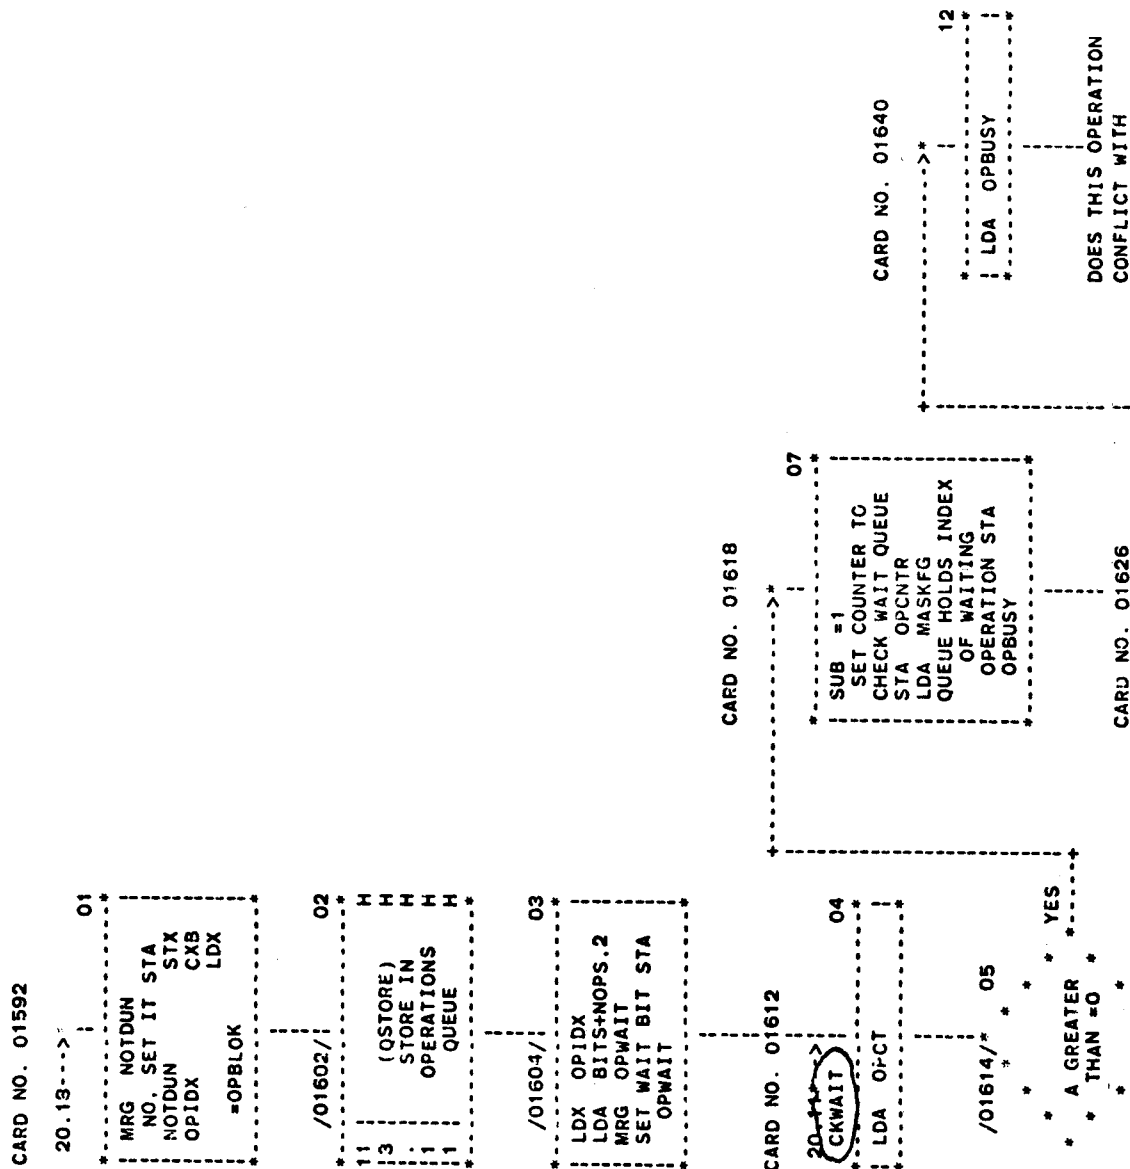 CARD NO. 01592
20.13--->
01
MRG NOTDUN
NO. SET IT STA
NOTDUN STX
OPIDX CXB
LDX
=OPBLOK
/01602/
02
11 H
3 (QSTORE) H
. STORE IN H
1 OPERATIONS H
1 QUEUE H
/01604/
03
LDX OPIDX
LDA BITS+NOPS,2
MRG OPWAIT
SET WAIT BIT STA
OPWAIT
CARD NO. 01612
CKWAIT
04
LDA OPCT
/01614/
05
A GREATER
THAN =0
YES
CARD NO. 01618
07
SUB =1
SET COUNTER TO
CHECK WAIT QUEUE
STA OPCNTR
LDA MASKFG
QUEUE HOLDS INDEX
OF WAITING
OPERATION STA
OPBUSY
CARD NO. 01626
CARD NO. 01640
12
LDA OPBUSY
DOES THIS OPERATION
CONFLICT WITH